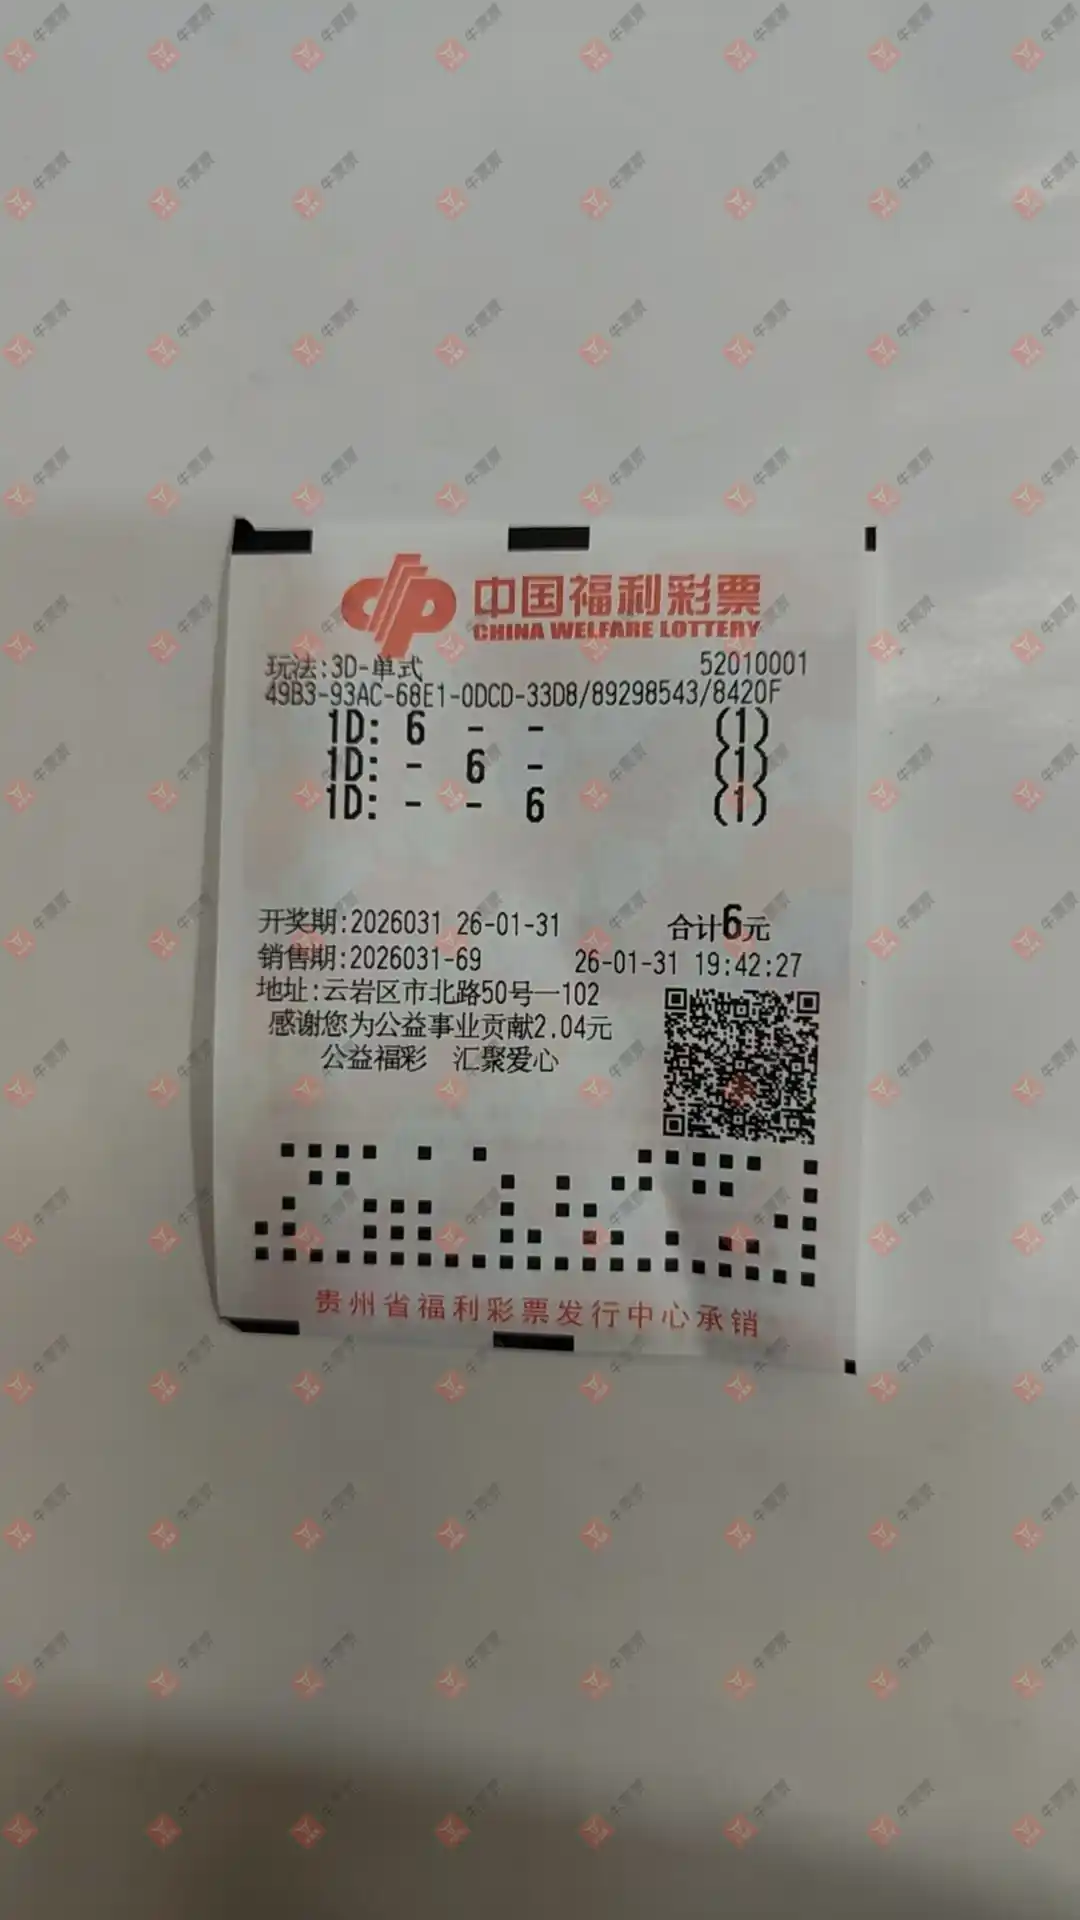 中国福利彩票
CHINA WELFARE LOTTERY
玩法:3D-单式 52010001
49B3-93AC-68E1-0DCD-33D8/89298543/8420F
1D: 6 - - (1)
1D: - 6 - (1)
1D: - - 6 (1)
开奖期:2026031 26-01-31 合计6元
销售期:2026031-69 26-01-31 19:42:27
地址:云岩区市北路50号一102
感谢您为公益事业贡献2.04元
公益福彩 汇聚爱心
贵州省福利彩票发行中心承销